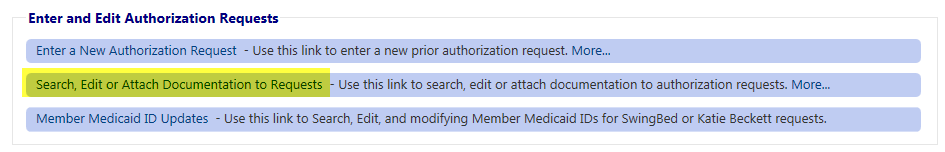 Enter and Edit Authorization Requests
Enter a New Authorization Request - Use this link to enter a new prior authorization request. More...
Search, Edit or Attach Documentation to Requests - Use this link to search, edit or attach documentation to authorization requests. More...
Member Medicaid ID Updates - Use this link to Search, Edit, and modifying Member Medicaid IDs for SwingBed or Katie Beckett requests.